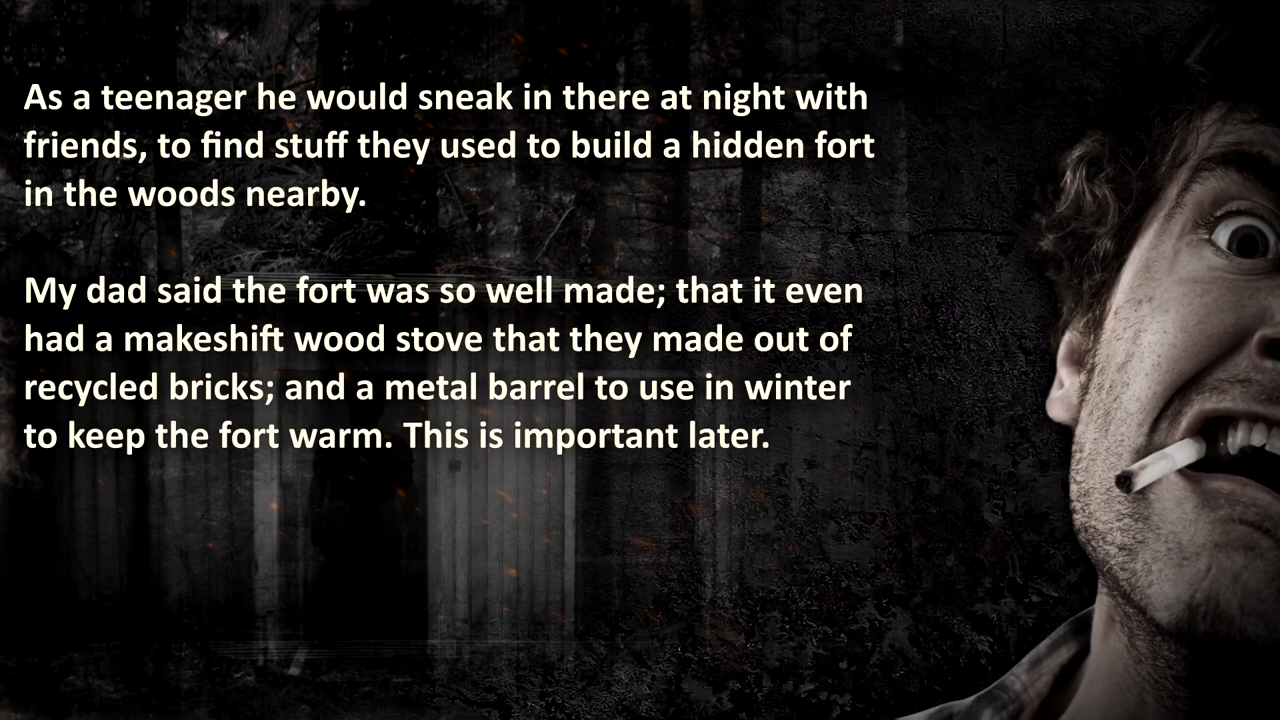 As a teenager he would sneak in there at night with
friends, to find stuff they used to build a hidden fort
in the woods nearby.
My dad said the fort was so well made; that it even
had a makeshift wood stove that they made out of
recycled bricks; and a metal barrel to use in winter
to keep the fort warm. This is important later.